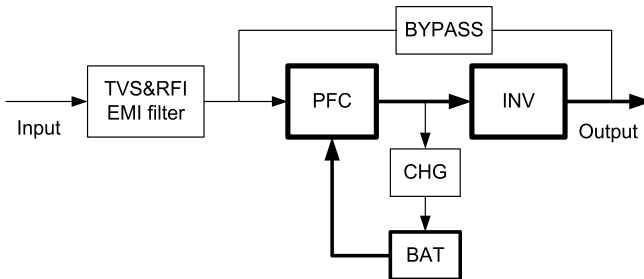 BYPASS
TVS&RFI
EMI filter
PFC
INV
Input
Output
CHG
BAT